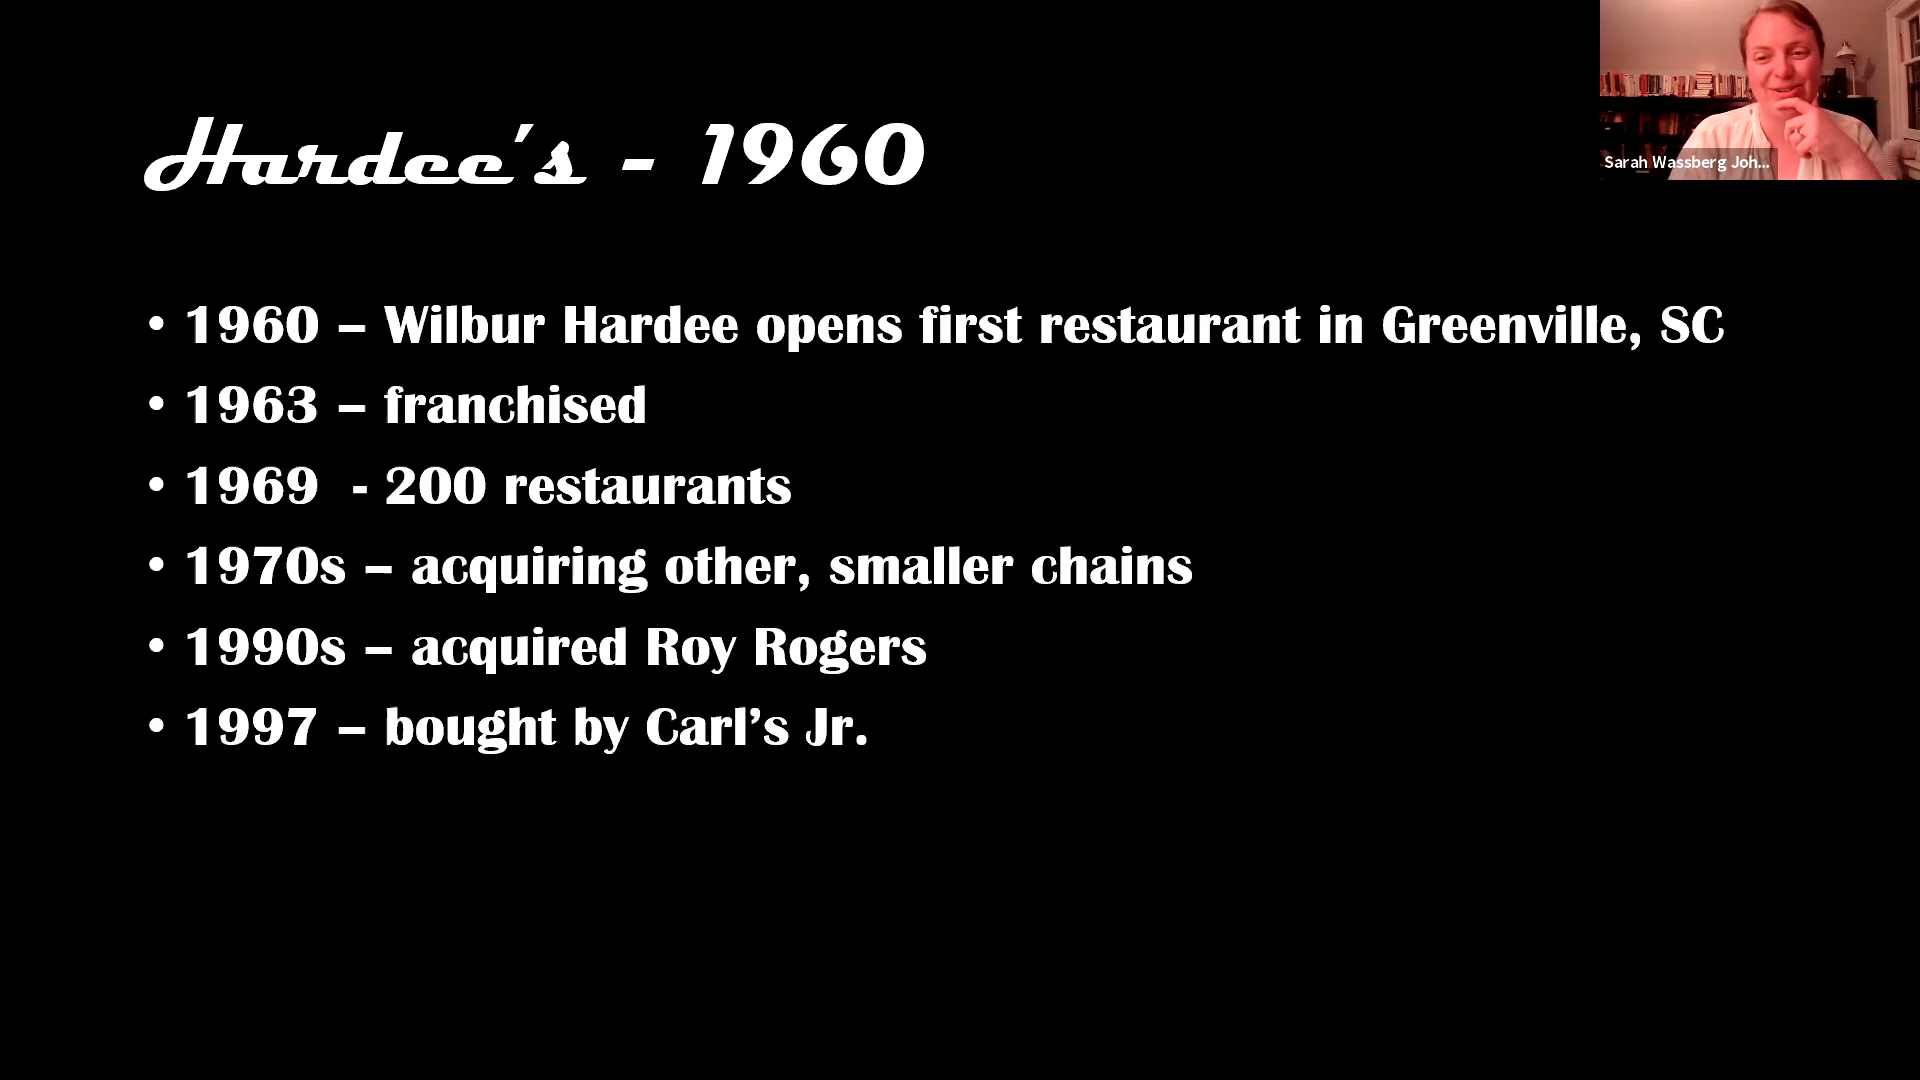 Hardee's - 1960
Sarah Wassberg Joh...
• 1960 – Wilbur Hardee opens first restaurant in Greenville, SC
• 1963 – franchised
• 1969  - 200 restaurants
• 1970s – acquiring other, smaller chains
• 1990s – acquired Roy Rogers
• 1997 – bought by Carl’s Jr.